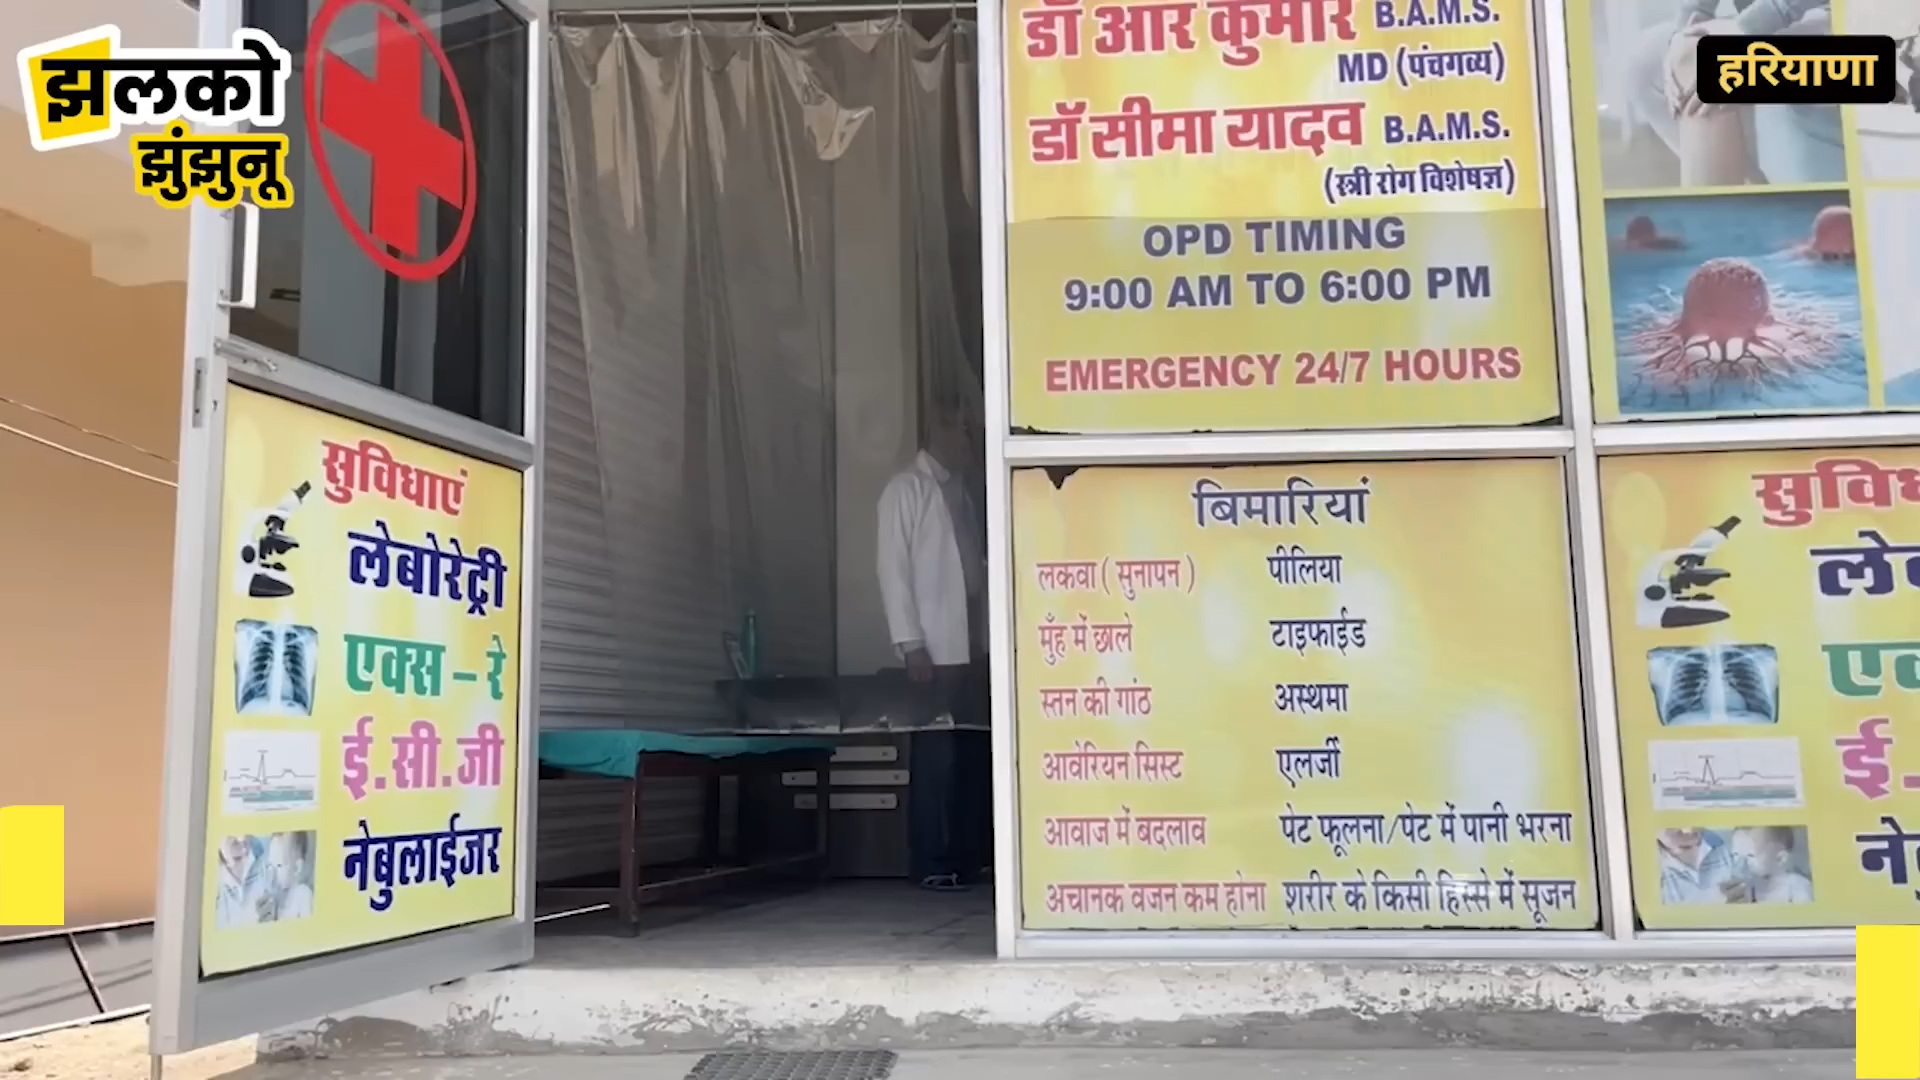 झलको
झुंझुनू
हरियाणा
डॉ आर कुमार B.A.M.S.
MD (पंचगव्य)
डॉ सीमा यादव B.A.M.S.
(स्त्री रोग विशेषज्ञ)
OPD TIMING
9:00 AM TO 6:00 PM
EMERGENCY 24/7 HOURS
सुविधाएं
लेबोरेट्री
एक्स - रे
ई.सी.जी
नेबुलाईजर
बिमारियां
लकवा ( सुनापन ) पीलिया
मुँह में छाले टाइफाईड
स्तन की गांठ अस्थमा
आवेरियन सिस्ट एलर्जी
आवाज में बदलाव पेट फूलना/पेट में पानी भरना
अचानक वजन कम होना शरीर के किसी हिस्से में सूजन